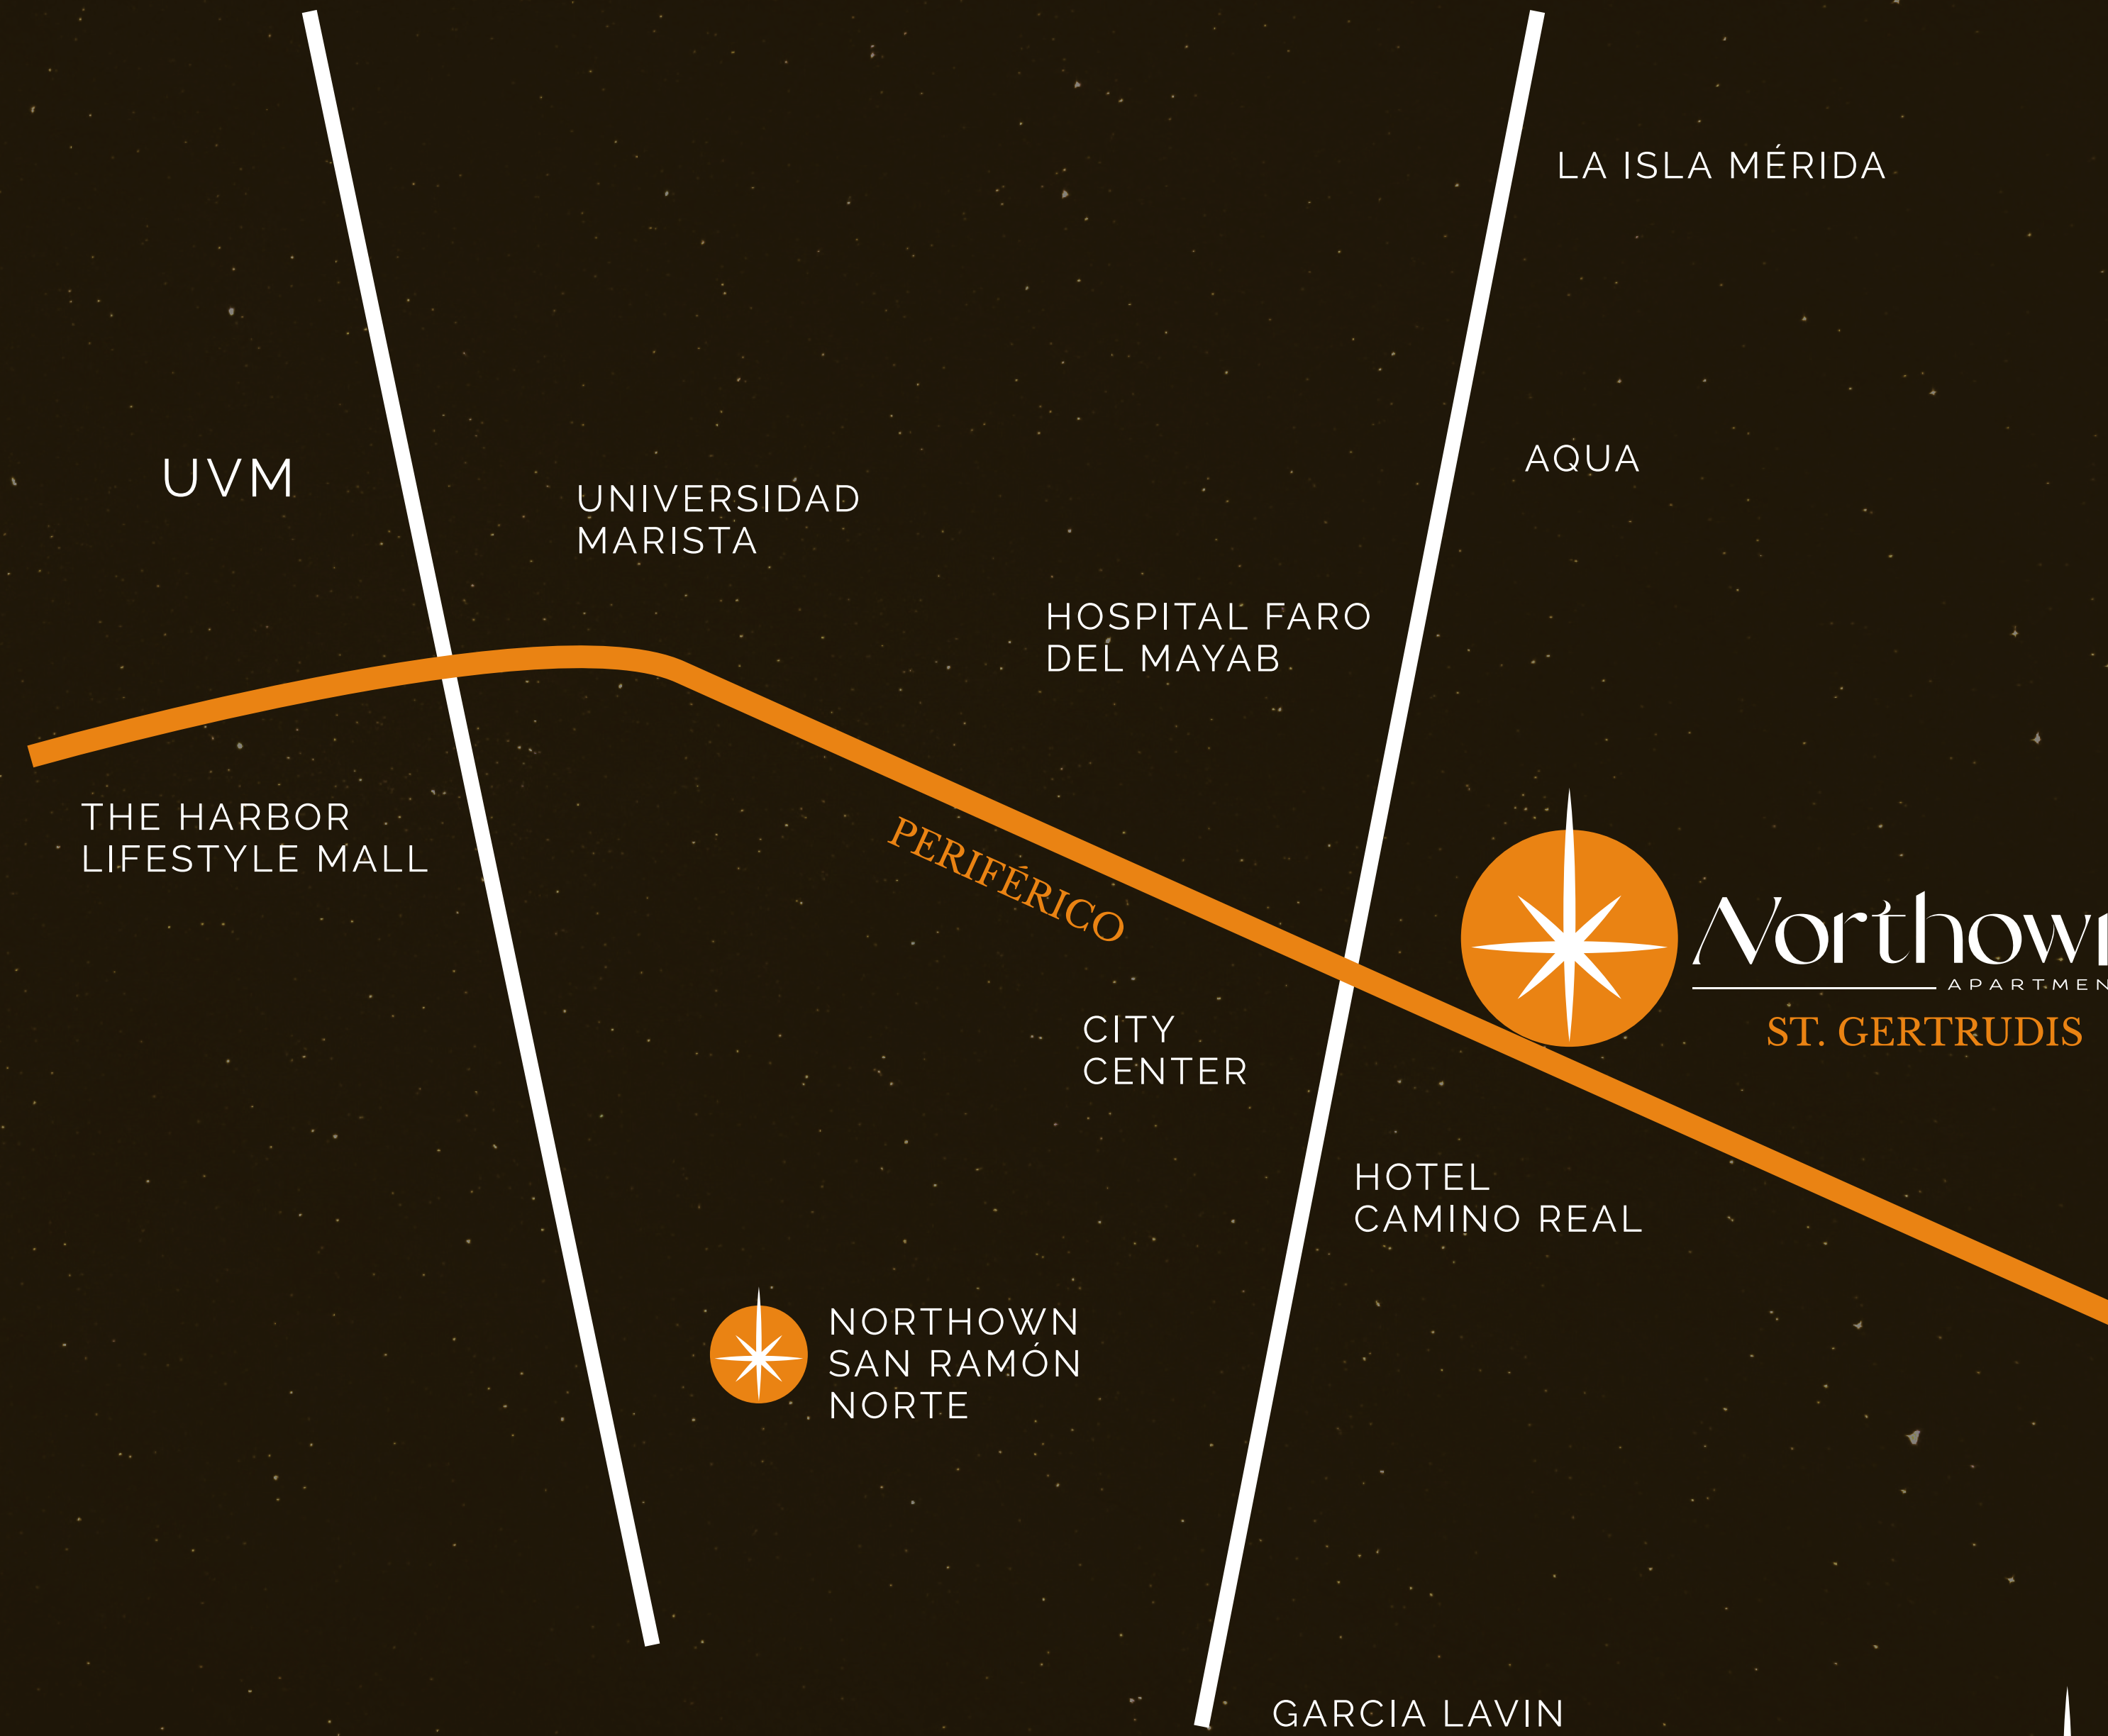 LA ISLA MÉRIDA
AQUA
UVM
UNIVERSIDAD
MARISTA
HOSPITAL FARO
DEL MAYAB
THE HARBOR
LIFESTYLE MALL
PERIFÉRICO
Northown
ST. GERTRUDIS
CITY
CENTER
HOTEL
CAMINO REAL
NORTHOWN
SAN RAMÓN
NORTE
GARCIA LAVIN